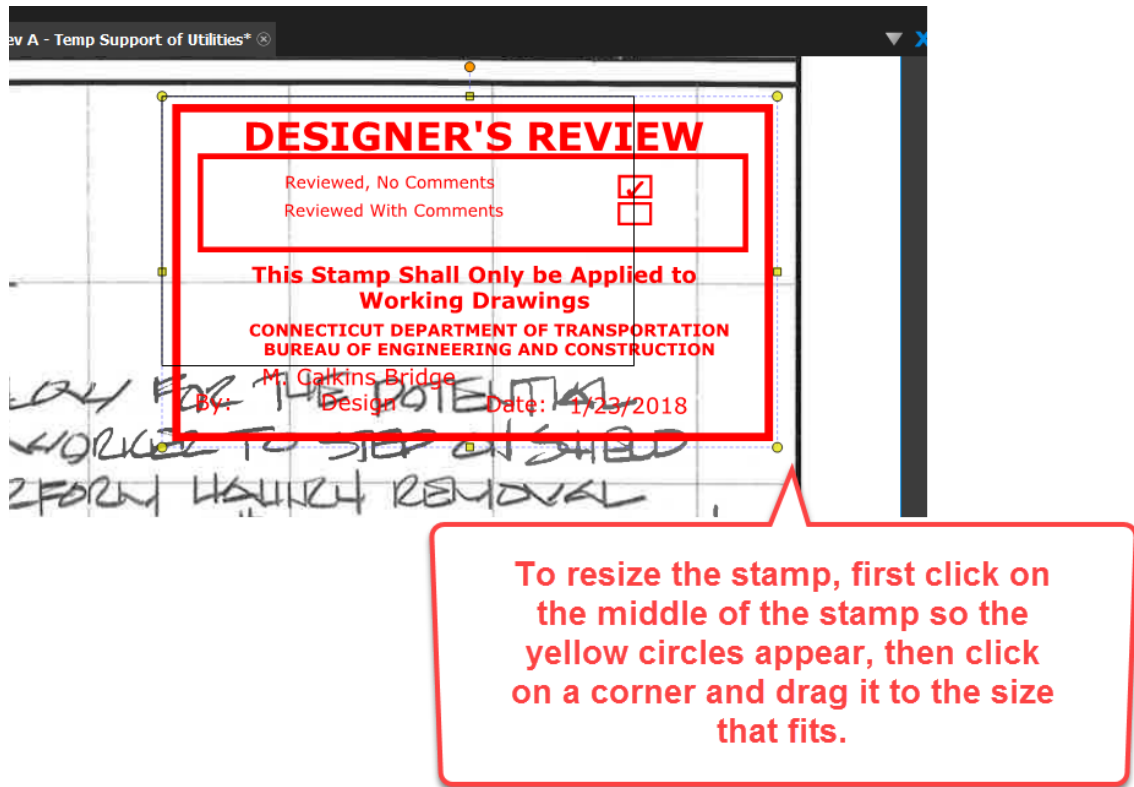 ev A - Temp Support of Utilities*
DESIGNER'S REVIEW
Reviewed, No Comments
Reviewed With Comments
This Stamp Shall Only be Applied to
Working Drawings
CONNECTICUT DEPARTMENT OF TRANSPORTATION
BUREAU OF ENGINEERING AND CONSTRUCTION
M. Calkins Bridge
By: Design Date: 1/23/2018
FOR THE POTENTIAL
WORKER TO STEP ON SHIELD
HAUNCH REMOVAL
To resize the stamp, first click on
the middle of the stamp so the
yellow circles appear, then click
on a corner and drag it to the size
that fits.